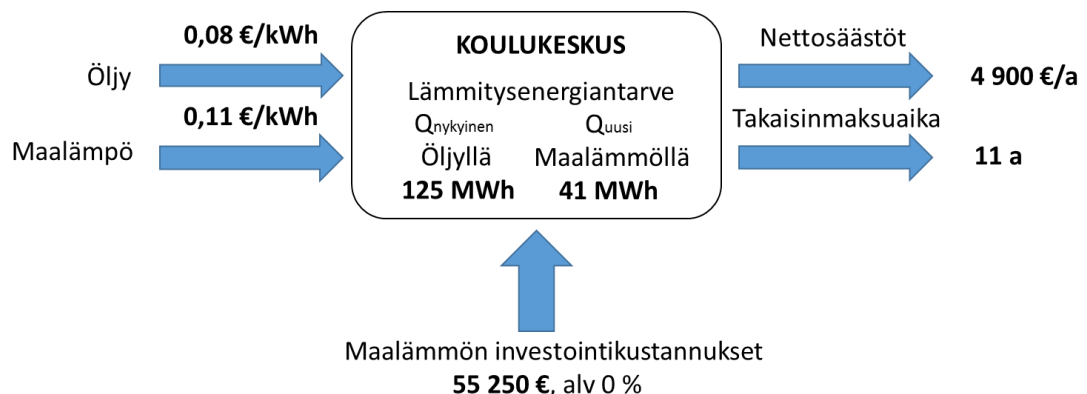 0,08 €/kWh
Öljy
0,11 €/kWh
Maalämpö
KOULUKESKUS
Lämmitysenergiantarve
Qnykyinen Quusi
Öljyllä Maalämmöllä
125 MWh 41 MWh
Nettosäästöt
4 900 €/a
Takaisinmaksuaika
11 a
Maalämmön investointikustannukset
55 250 €, alv 0 %